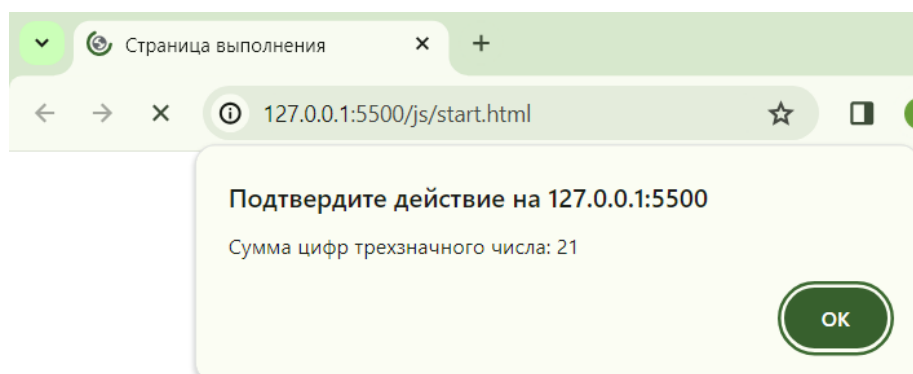 Страница выполнения
127.0.0.1:5500/js/start.html
Подтвердите действие на 127.0.0.1:5500
Сумма цифр трехзначного числа: 21
ОК